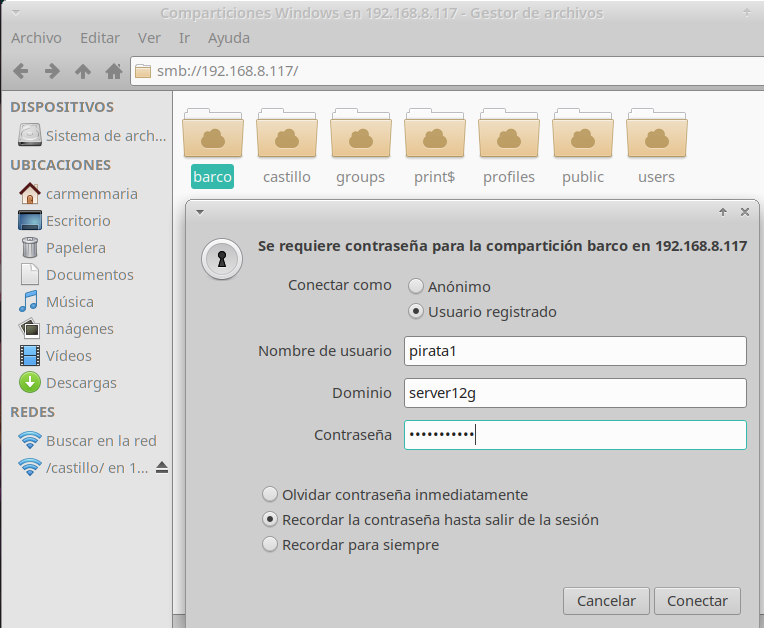 Comparticiones Windows en 192.168.8.117 - Gestor de archivos
Archivo Editar Ver Ir Ayuda
smb://192.168.8.117/
DISPOSITIVOS
Sistema de arch...
UBICACIONES
carmenmaria
Escritorio
Papelera
Documentos
Música
Imágenes
Vídeos
Descargas
REDES
Buscar en la red
/castillo/ en 1...
barco castillo groups print$ profiles public users
Se requiere contraseña para la compartición barco en 192.168.8.117
Conectar como Anónimo
Usuario registrado
Nombre de usuario pirata1
Dominio server12g
Contraseña •••••••••••
Olvidar contraseña inmediatamente
Recordar la contraseña hasta salir de la sesión
Recordar para siempre
Cancelar Conectar